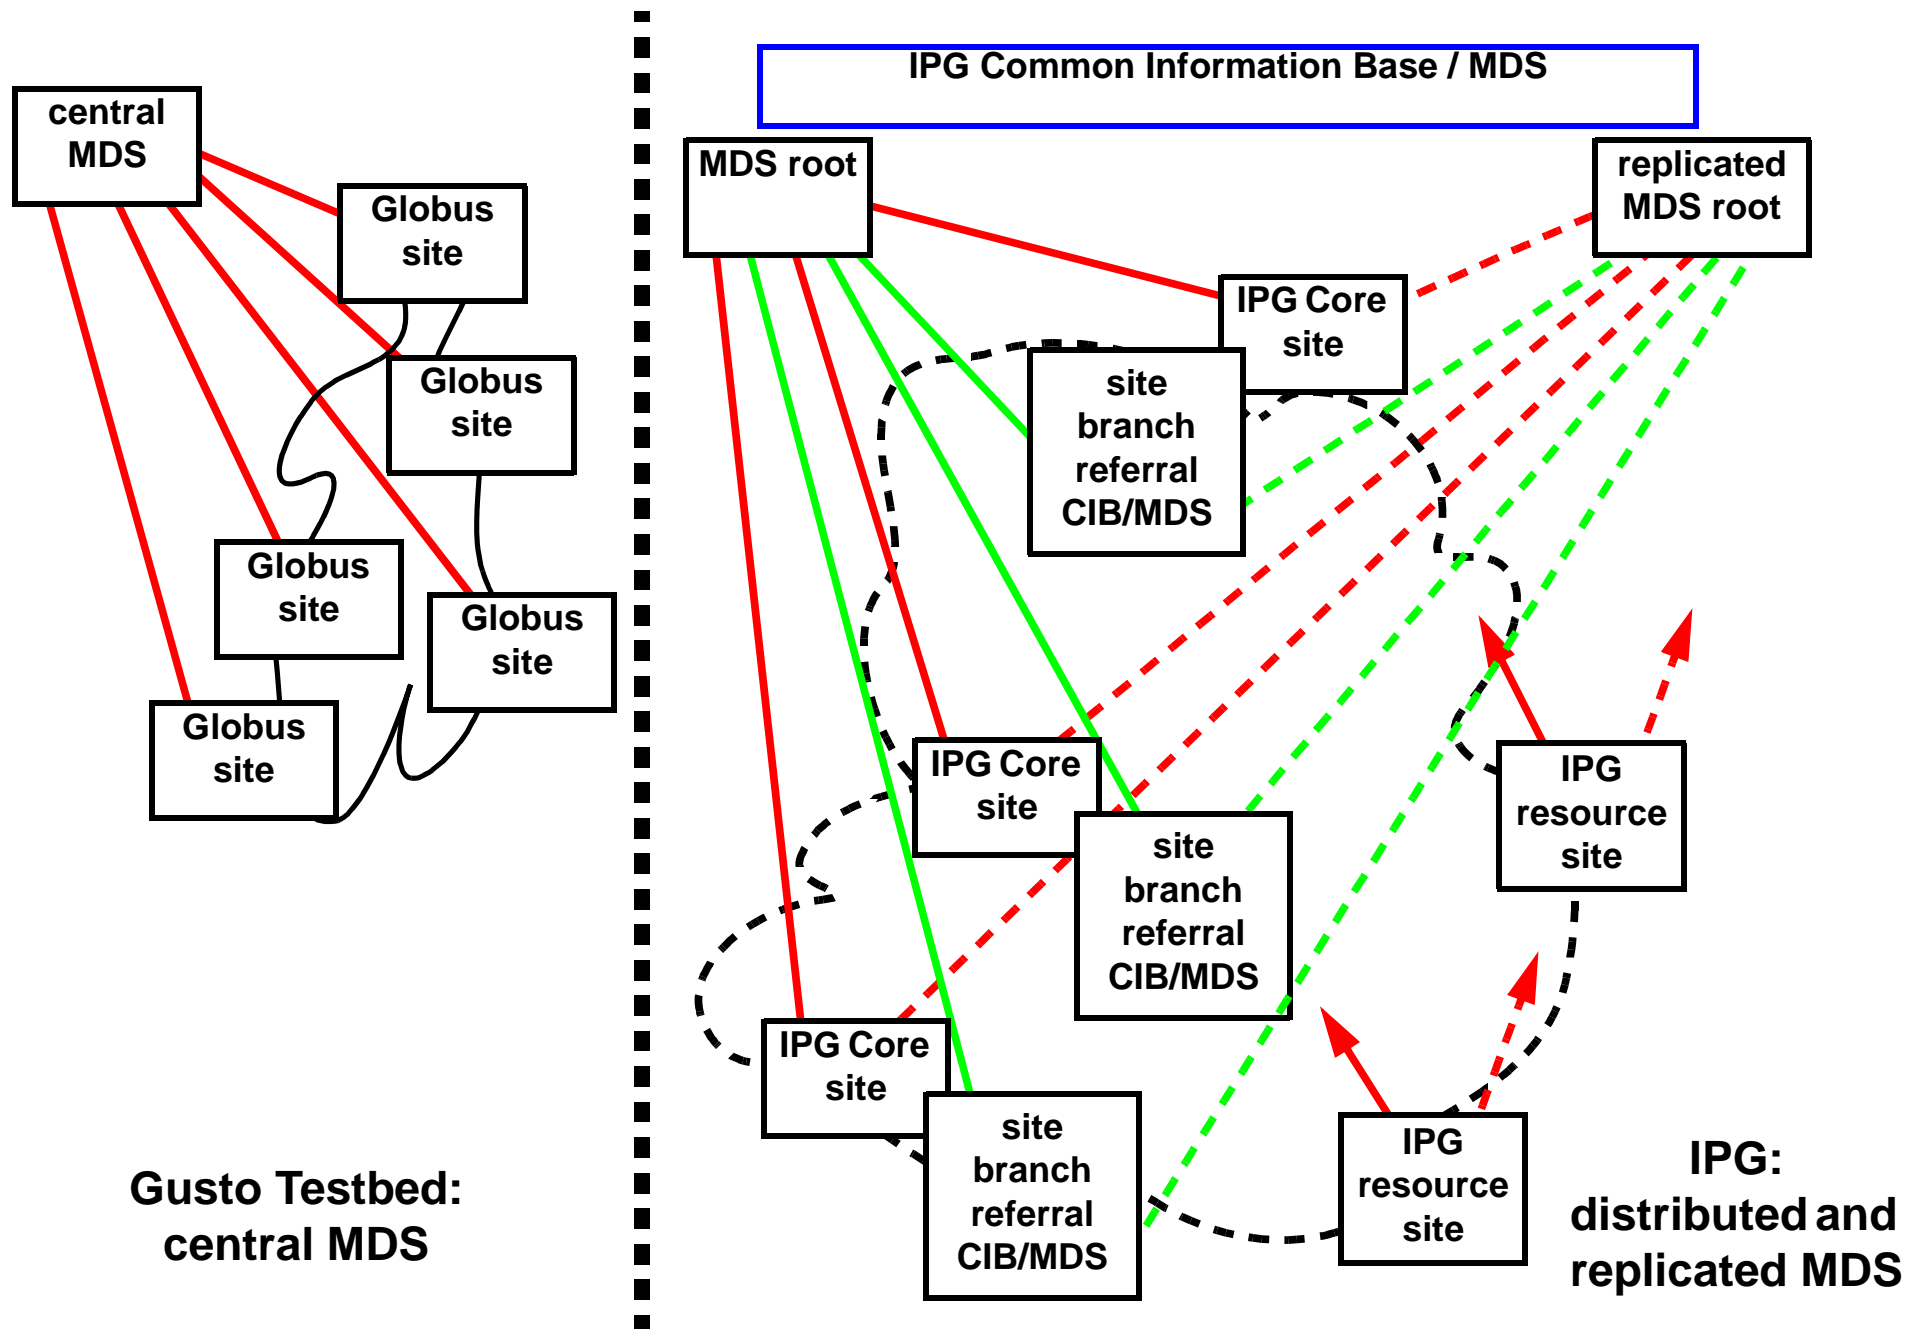 central
MDS
Globus
site
Globus
site
Globus
site
Globus
site
Globus
site
Gusto Testbed:
central MDS
IPG Common Information Base / MDS
MDS root
replicated
MDS root
IPG Core
site
site
branch
referral
CIB/MDS
IPG Core
site
site
branch
referral
CIB/MDS
IPG
resource
site
IPG Core
site
site
branch
referral
CIB/MDS
IPG
resource
site
IPG:
distributed and
replicated MDS